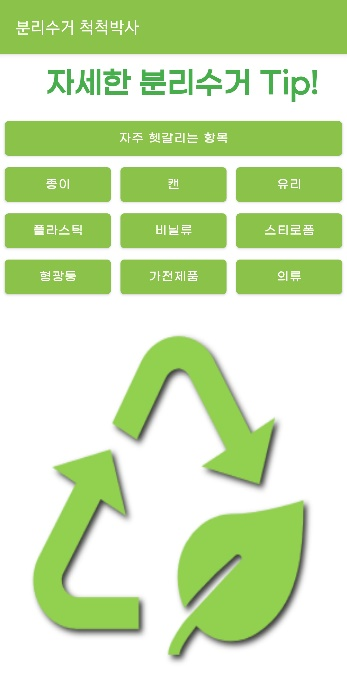 분리수거 척척박사
자세한 분리수거 Tip!
자주 헷갈리는 항목
종이 캔 유리
플라스틱 비닐류 스티로폼
형광등 가전제품 의류